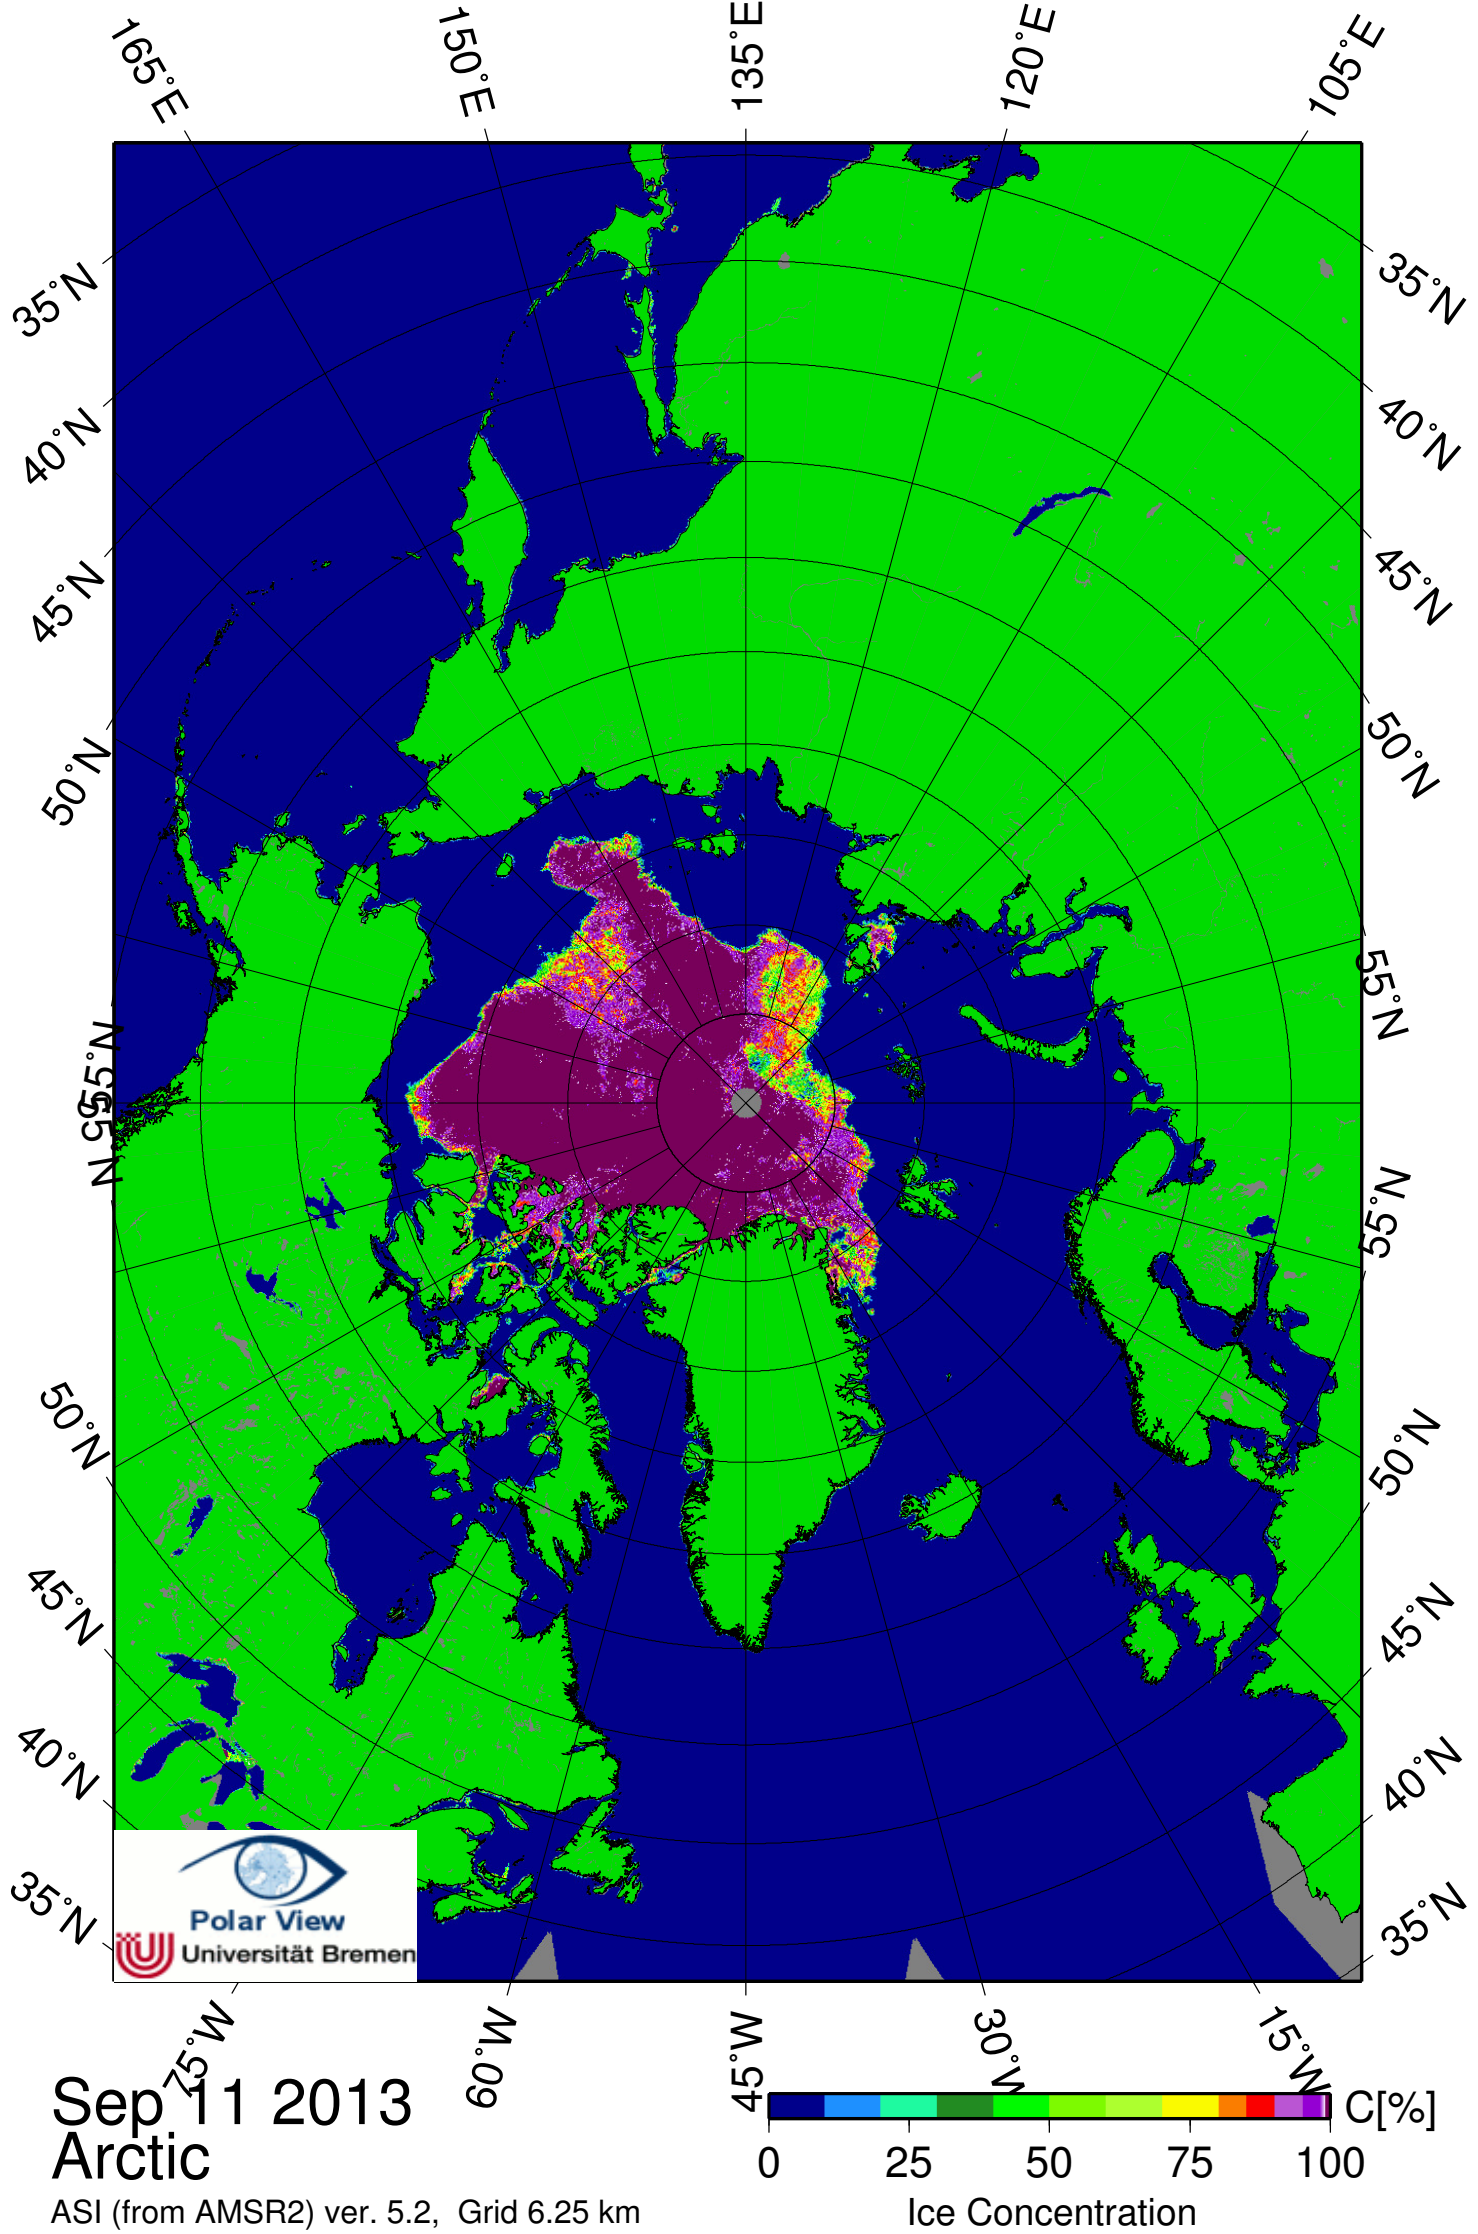 165°E 150°E 135°E 120°E 105°E
35°N 35°N
40°N 40°N
45°N 45°N
50°N 50°N
55°N 55°N
55°N 55°N
50°N 50°N
45°N 45°N
40°N 40°N
35°N 35°N
Polar View
Universität Bremen
75°W 60°W 45°W 30°W 15°W
Sep 11 2013
Arctic
ASI (from AMSR2) ver. 5.2, Grid 6.25 km
C[%]
0 25 50 75 100
Ice Concentration